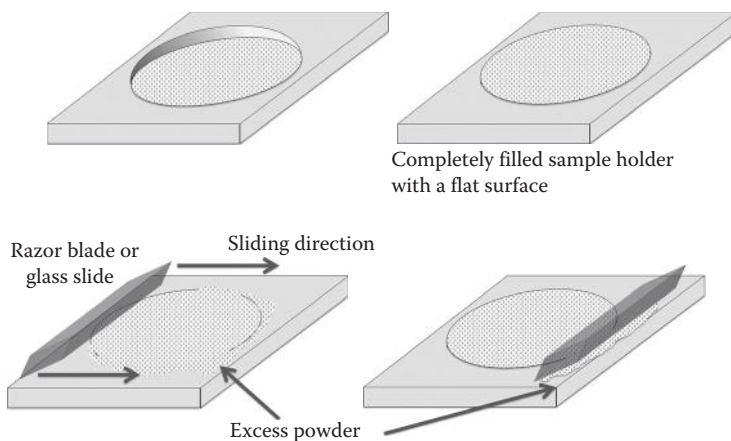 Completely filled sample holder
with a flat surface
Razor blade or
glass slide
Sliding direction
Excess powder